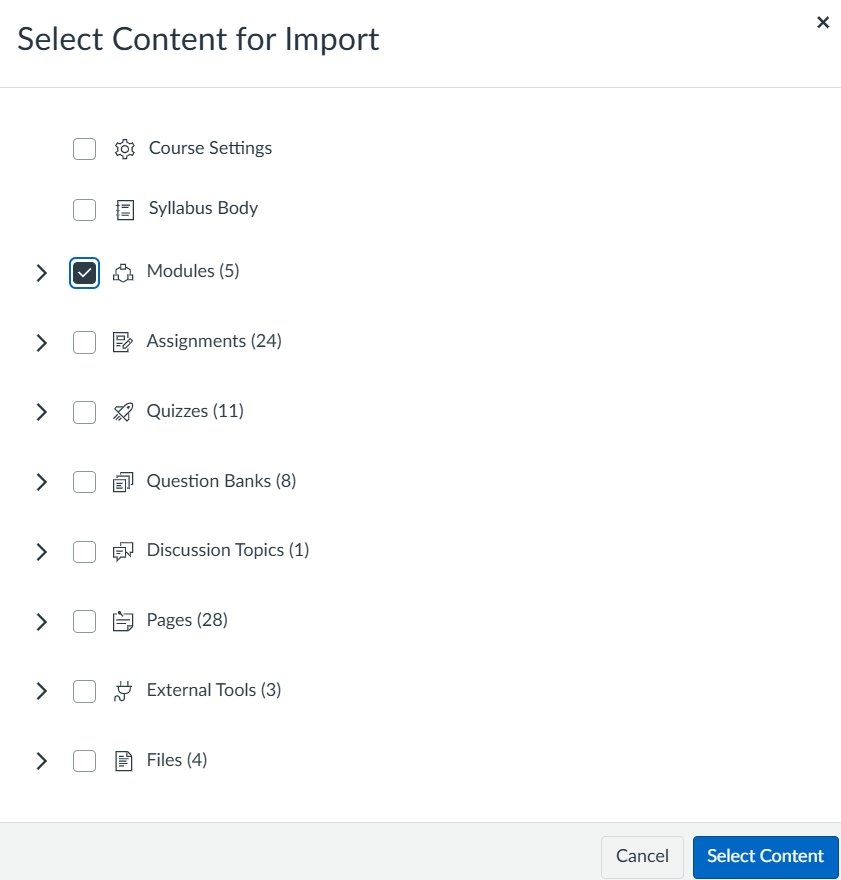 Select Content for Import
Course Settings
Syllabus Body
Modules (5)
Assignments (24)
Quizzes (11)
Question Banks (8)
Discussion Topics (1)
Pages (28)
External Tools (3)
Files (4)
Cancel
Select Content